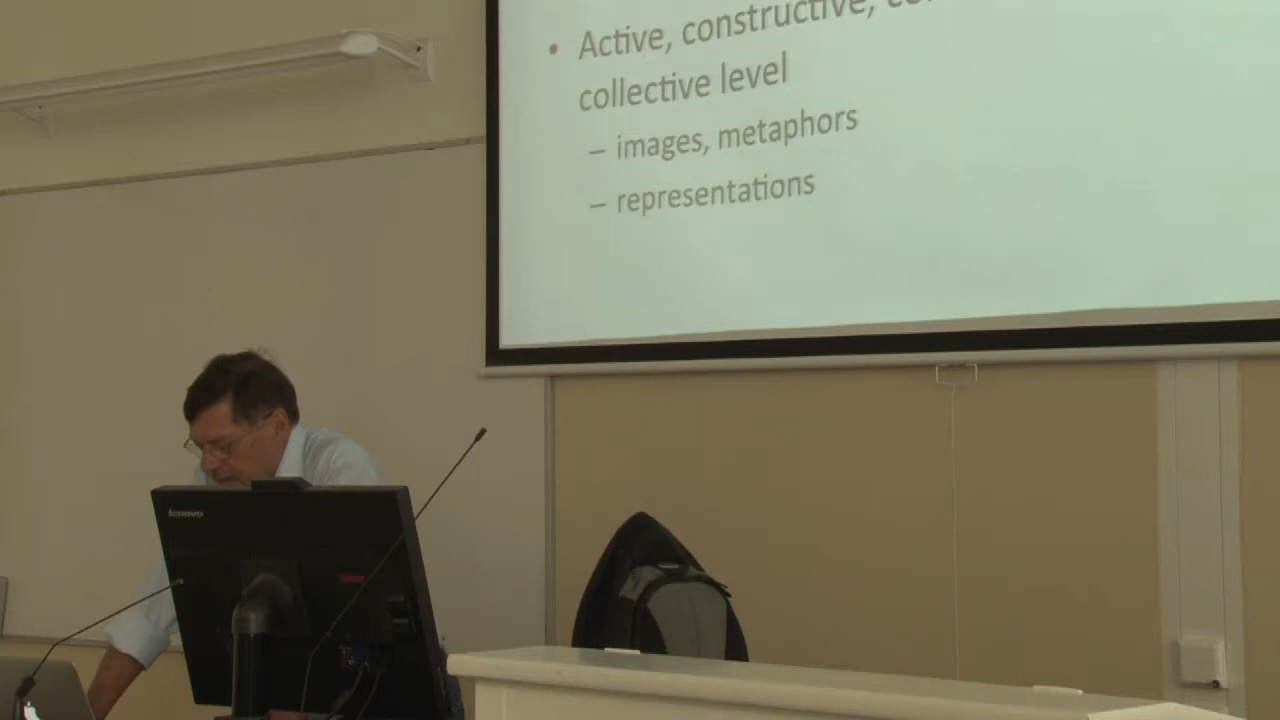 • Active, constructive,
collective level
– images, metaphors
– representations
lenovo